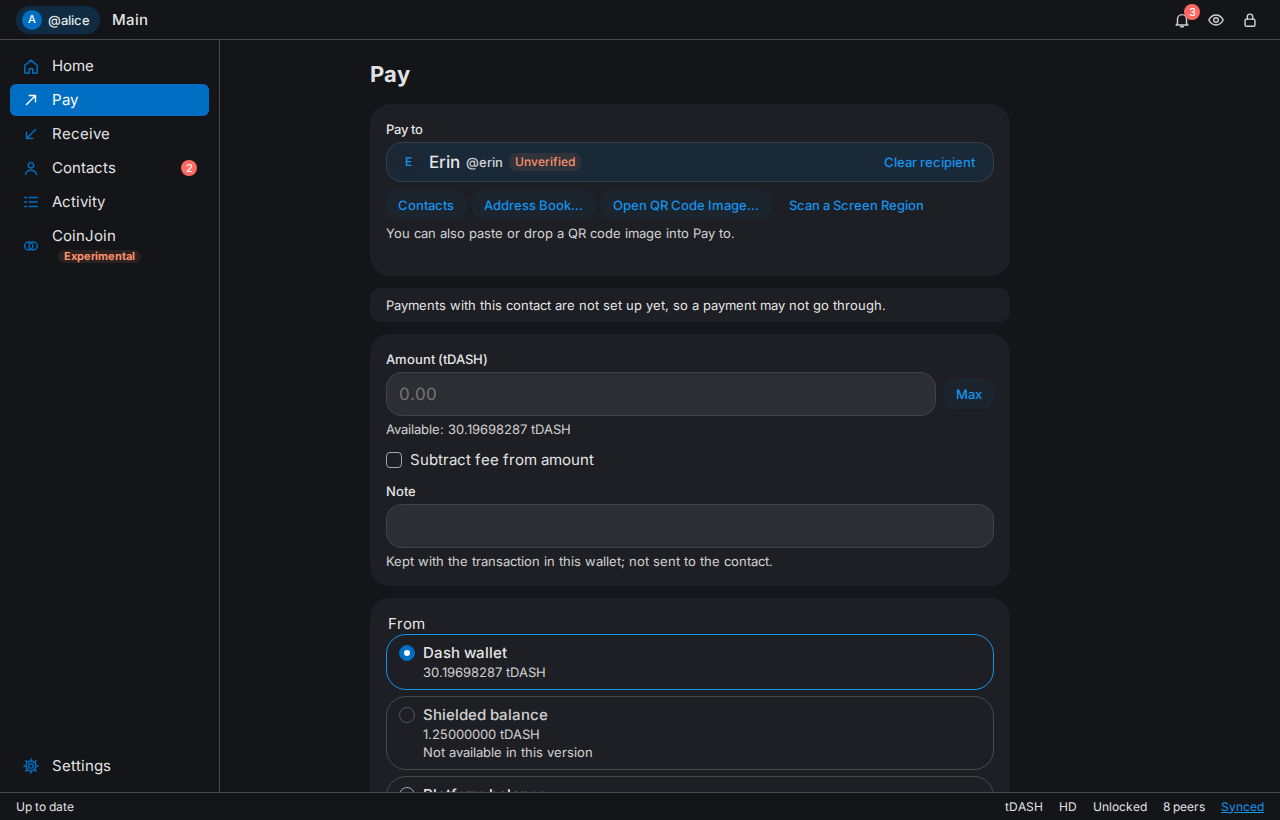 A @alice Main 3
Home
Pay
Receive
Contacts 2
Activity
CoinJoin
Experimental
Settings
Pay
Pay to
E Erin @erin Unverified Clear recipient
Contacts Address Book... Open QR Code Image... Scan a Screen Region
You can also paste or drop a QR code image into Pay to.
Payments with this contact are not set up yet, so a payment may not go through.
Amount (tDASH)
0.00 Max
Available: 30.19698287 tDASH
Subtract fee from amount
Note
Kept with the transaction in this wallet; not sent to the contact.
From
Dash wallet
30.19698287 tDASH
Shielded balance
1.25000000 tDASH
Not available in this version
Up to date tDASH HD Unlocked 8 peers Synced